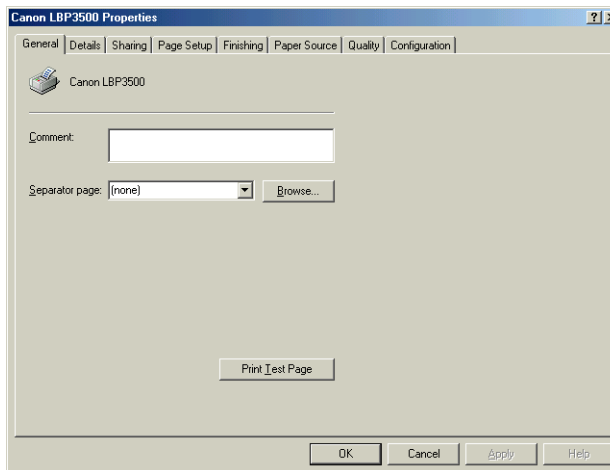 Canon LBP3500 Properties
General Details Sharing Page Setup Finishing Paper Source Quality Configuration
Canon LBP3500
Comment:
Separator page: (none) Browse...
Print Test Page
OK Cancel Apply Help